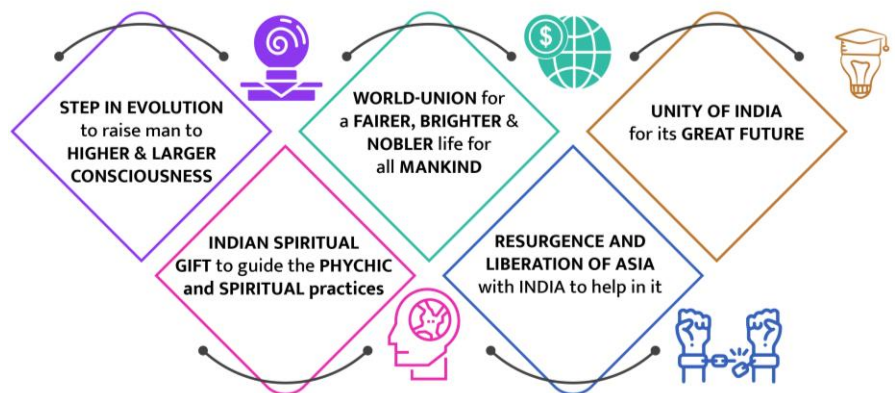 STEP IN EVOLUTION
to raise man to
HIGHER & LARGER
CONSCIOUSNESS
INDIAN SPIRITUAL
GIFT to guide the PHYCHIC
and SPIRITUAL practices
$
WORLD-UNION for
a FAIRER, BRIGHTER &
NOBLER life for
all MANKIND
RESURGENCE AND
LIBERATION OF ASIA
with INDIA to help in it
UNITY OF INDIA
for its GREAT FUTURE